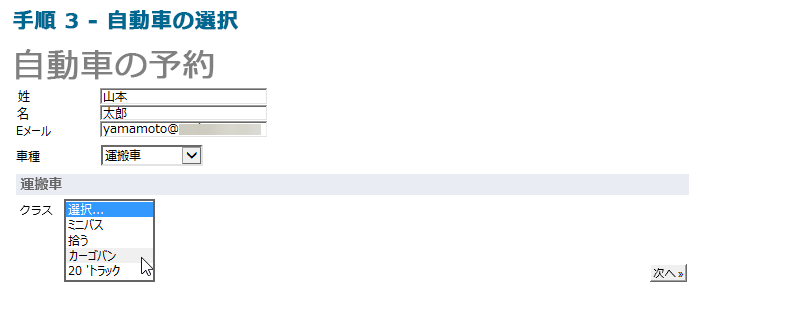 手順 3 - 自動車の選択
自動車の予約
姓 山本
名 太郎
Eメール yamamoto@
車種 運搬車
運搬車
クラス 選択...
ミニバス
拾う
カーゴバン
20 'トラック
次へ »